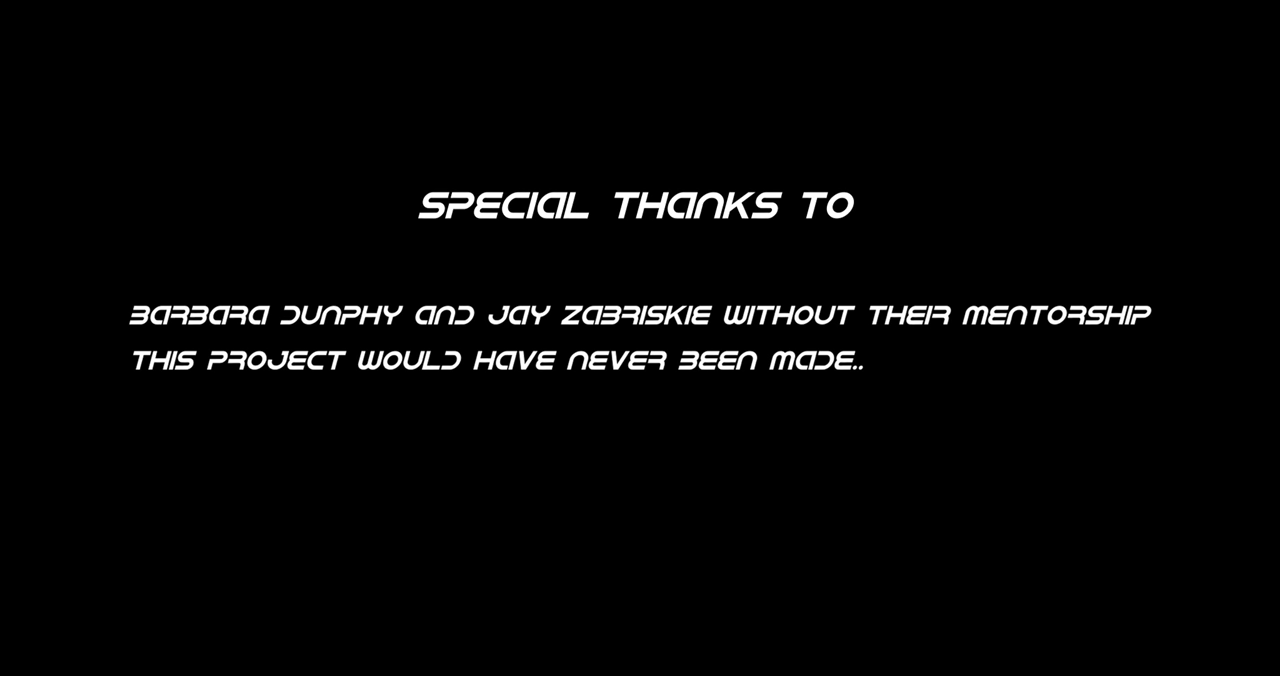 SPECIAL THANKS TO
BARBARA DUNPHY AND JAY ZABRISKIE WITHOUT THEIR MENTORSHIP
THIS PROJECT WOULD HAVE NEVER BEEN MADE..